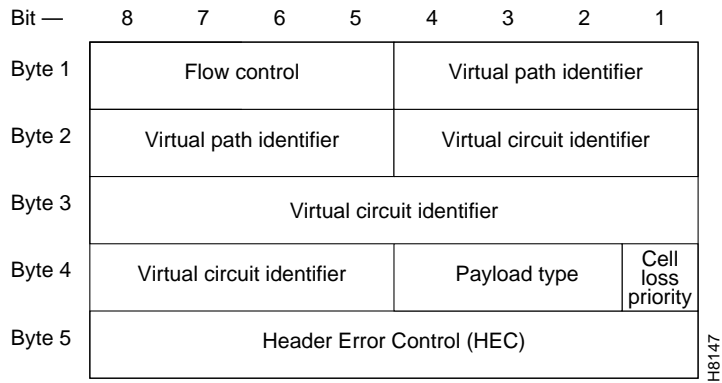 Bit — 8 7 6 5 4 3 2 1
Byte 1 Flow control Virtual path identifier
Byte 2 Virtual path identifier Virtual circuit identifier
Byte 3 Virtual circuit identifier
Byte 4 Virtual circuit identifier Payload type Cell loss priority
Byte 5 Header Error Control (HEC)
H8147